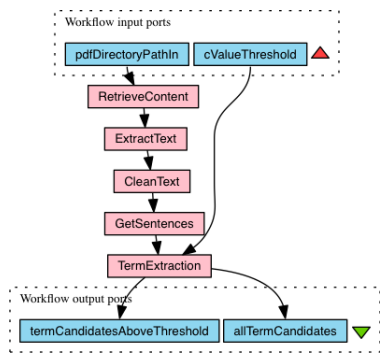 Workflow input ports
pdfDirectoryPathIn cValueThreshold
RetrieveContent
ExtractText
CleanText
GetSentences
TermExtraction
Workflow output ports
termCandidatesAboveThreshold allTermCandidates